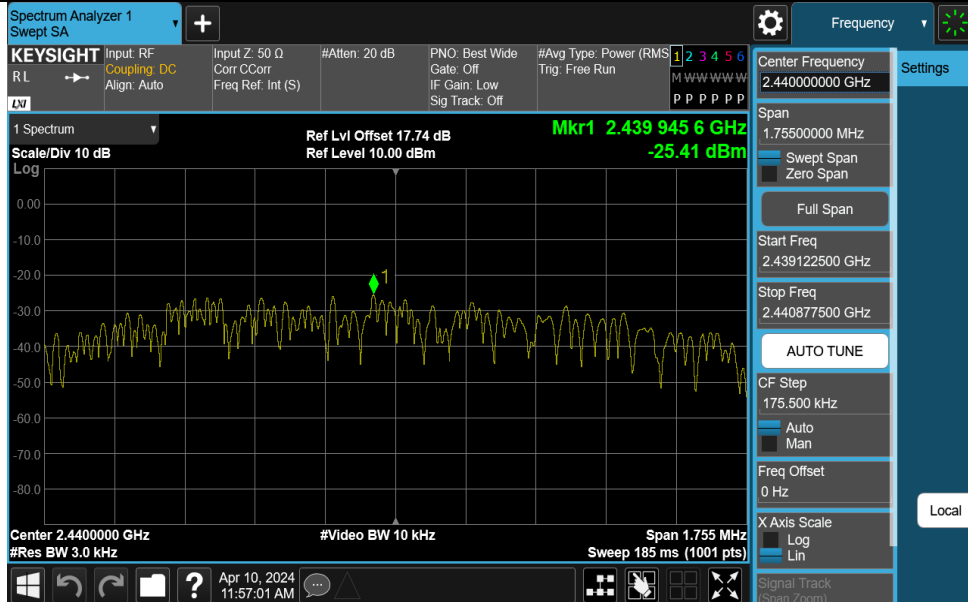 Spectrum Analyzer 1
Swept SA
+
Frequency
KEYSIGHT
R L
LXI
Input: RF
Coupling: DC
Align: Auto
Input Z: 50 Ω
Corr CCorr
Freq Ref: Int (S)
#Atten: 20 dB
PNO: Best Wide
Gate: Off
IF Gain: Low
Sig Track: Off
#Avg Type: Power (RMS
Trig: Free Run
1 2 3 4 5 6
M W W W W W
P P P P P P
Center Frequency
2.440000000 GHz
Settings
1 Spectrum
Scale/Div 10 dB
Ref Lvl Offset 17.74 dB
Ref Level 10.00 dBm
Mkr1 2.439 945 6 GHz
-25.41 dBm
Log
0.00
-10.0
-20.0
-30.0
-40.0
-50.0
-60.0
-70.0
-80.0
1
Span
1.75500000 MHz
Swept Span
Zero Span
Full Span
Start Freq
2.439122500 GHz
Stop Freq
2.440877500 GHz
AUTO TUNE
CF Step
175.500 kHz
Auto
Man
Freq Offset
0 Hz
X Axis Scale
Log
Lin
Signal Track
(Span Zoom)
Local
Center 2.4400000 GHz
#Res BW 3.0 kHz
#Video BW 10 kHz
Span 1.755 MHz
Sweep 185 ms (1001 pts)
?
Apr 10, 2024
11:57:01 AM